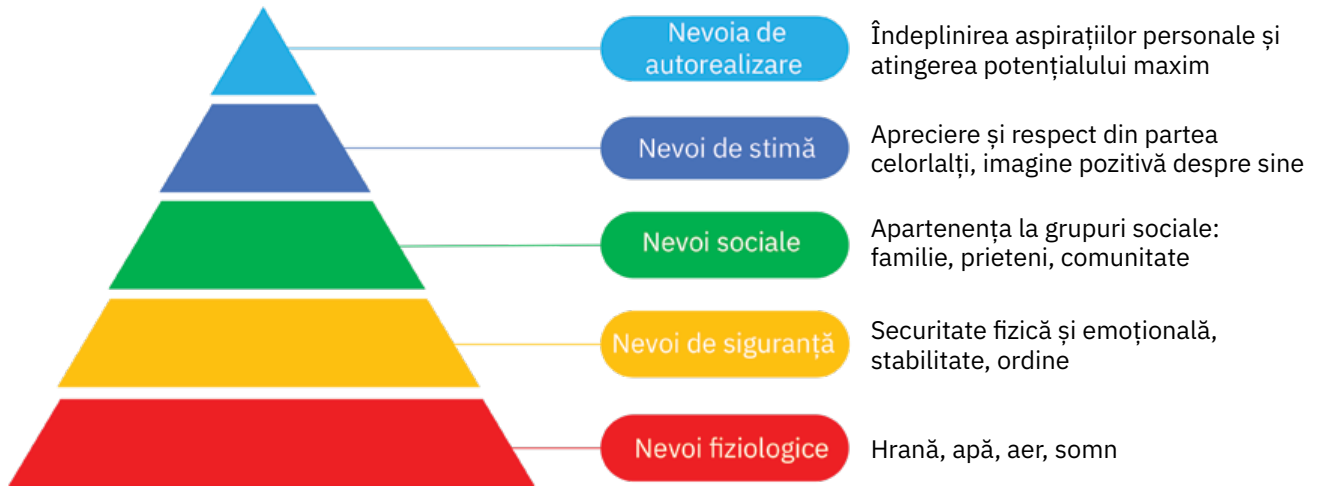 Nevoia de
autorealizare
Îndeplinirea aspirațiilor personale și
atingerea potențialului maxim
Nevoi de stimă
Apreciere și respect din partea
celorlalți, imagine pozitivă despre sine
Nevoi sociale
Apartenența la grupuri sociale:
familie, prieteni, comunitate
Nevoi de siguranță
Securitate fizică și emoțională,
stabilitate, ordine
Nevoi fiziologice
Hrană, apă, aer, somn